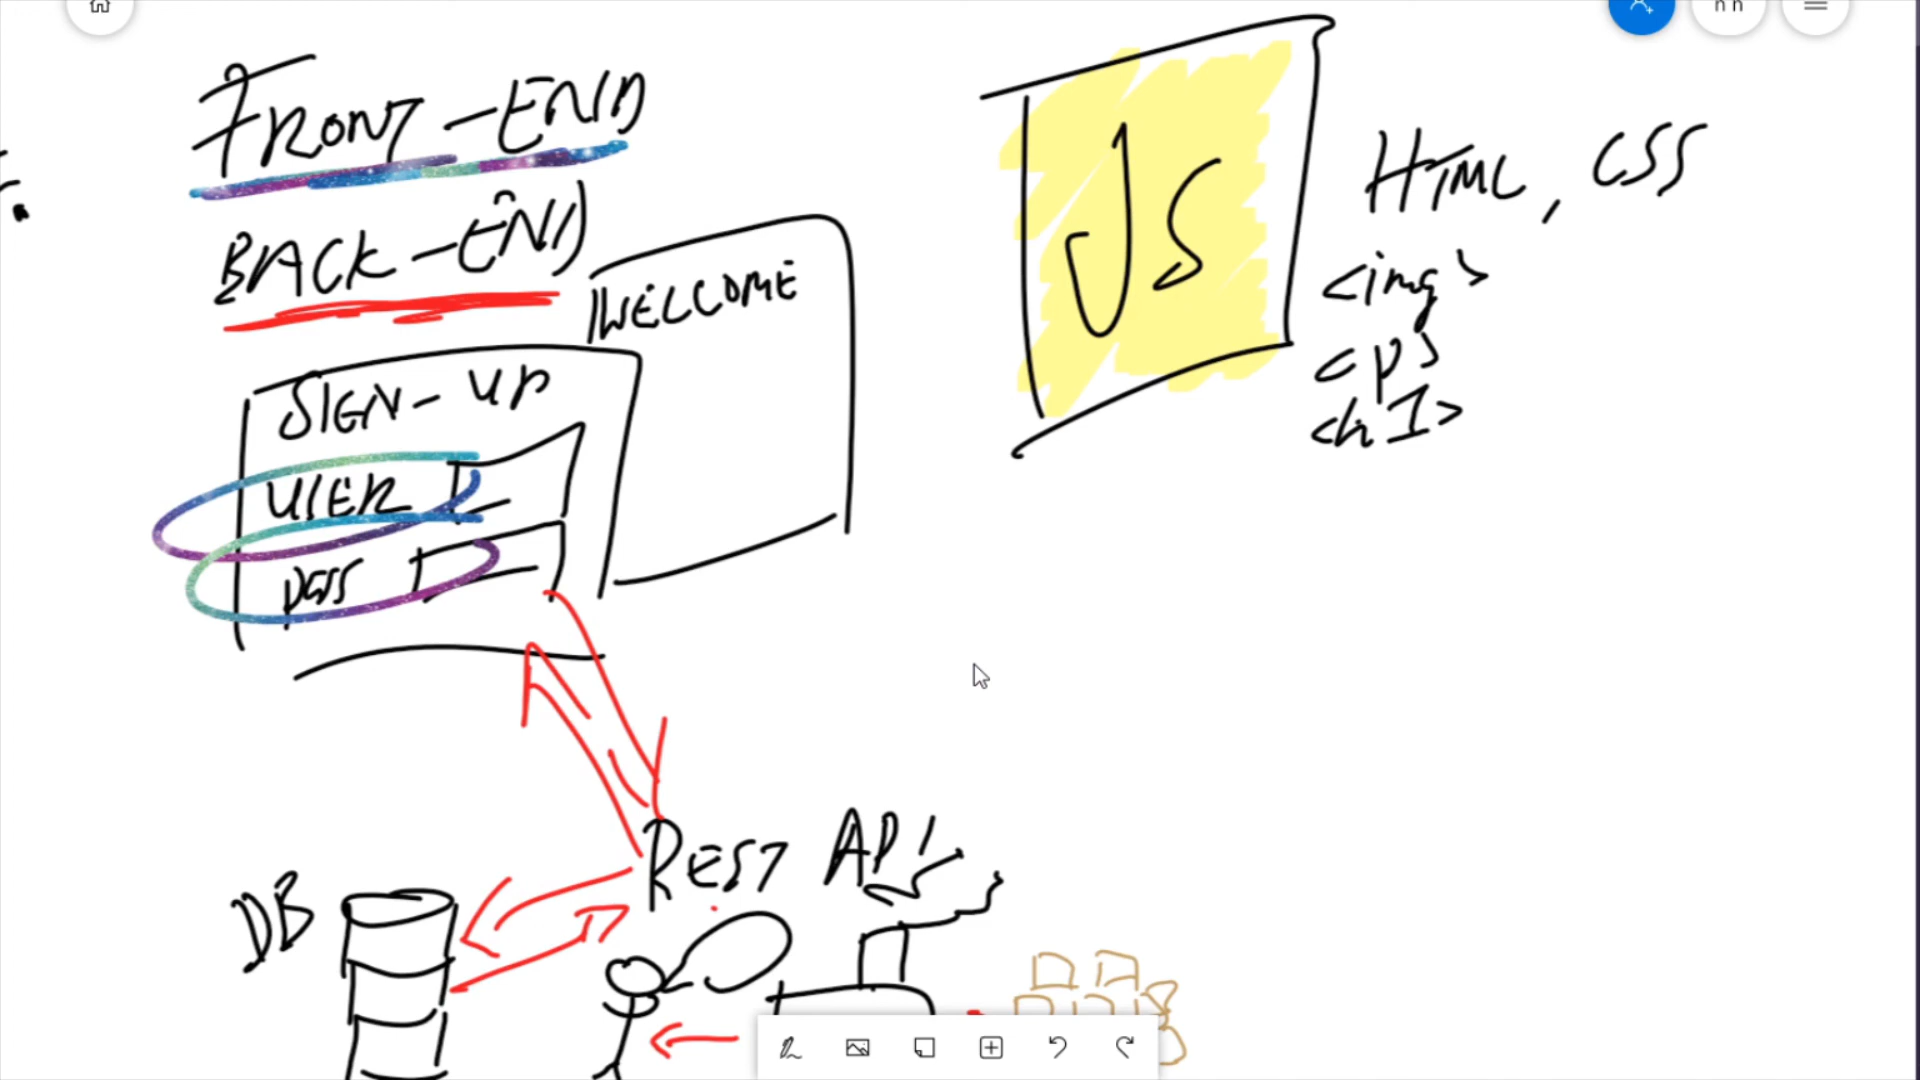 FRONT-END
BACK-END
WELCOME
SIGN-UP
USER
PASS
JS
HTML, CSS
<img>
<p>
<h1>
REST API
DB